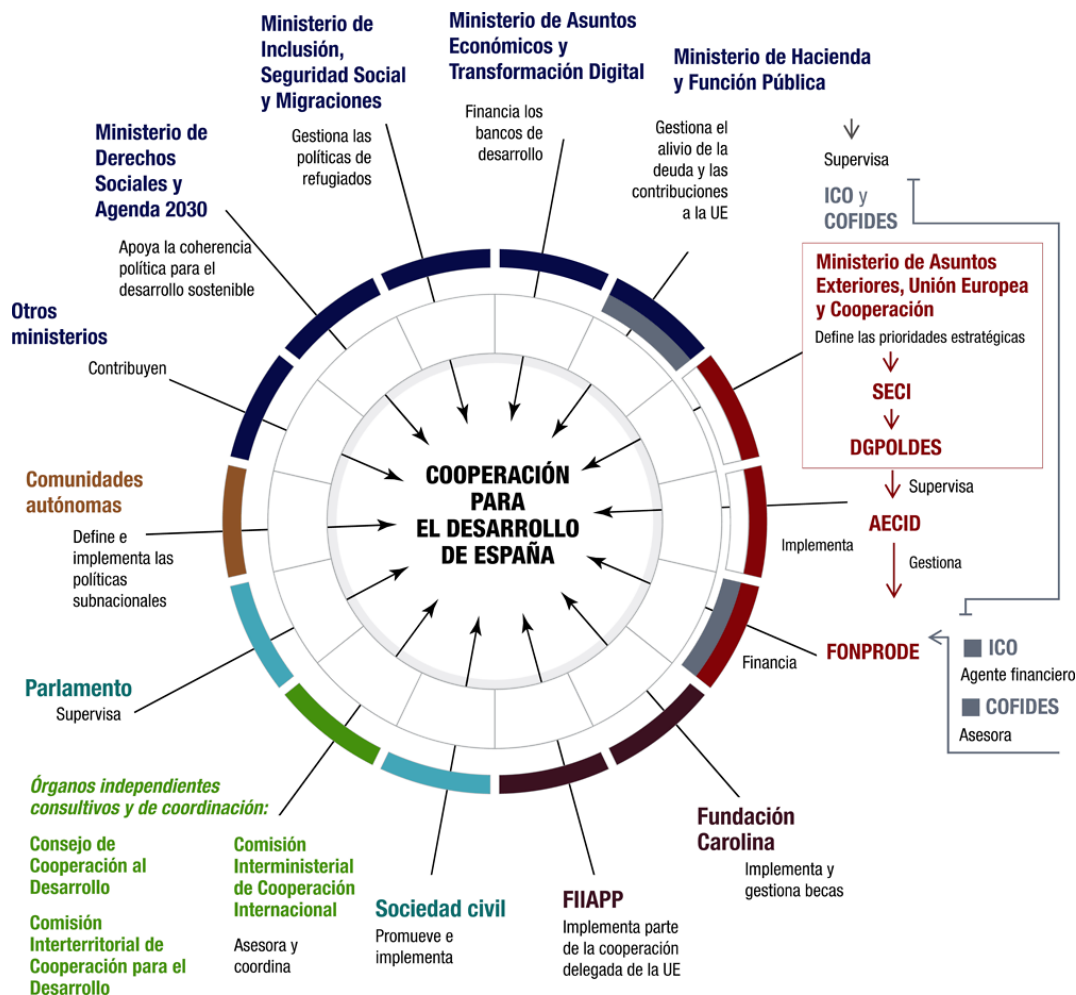 Ministerio de
Inclusión,
Seguridad Social
y Migraciones
Gestiona las
políticas de
refugiados
Ministerio de Asuntos
Económicos y
Transformación Digital
Financia los
bancos de
desarrollo
Ministerio de Hacienda
y Función Pública
Gestiona el
alivio de la
deuda y las
contribuciones
a la UE
Supervisa
ICO y
COFIDES
Ministerio de
Derechos
Sociales y
Agenda 2030
Apoya la coherencia
política para el
desarrollo sostenible
Ministerio de Asuntos
Exteriores, Unión Europea
y Cooperación
Define las prioridades estratégicas
SECI
DGPOLDES
Supervisa
AECID
Implementa
Gestiona
FONPRODE
Financia
ICO
Agente financiero
COFIDES
Asesora
Otros
ministerios
Contribuyen
Comunidades
autónomas
Define e
implementa las
políticas
subnacionales
COOPERACIÓN
PARA
EL DESARROLLO
DE ESPAÑA
Parlamento
Supervisa
Órganos independientes
consultivos y de coordinación:
Consejo de
Cooperación al
Desarrollo
Comisión
Interterritorial de
Cooperación para el
Desarrollo
Comisión
Interministerial
de Cooperación
Internacional
Asesora y
coordina
Sociedad civil
Promueve e
implementa
FIIAPP
Implementa parte
de la cooperación
delegada de la UE
Fundación
Carolina
Implementa y
gestiona becas